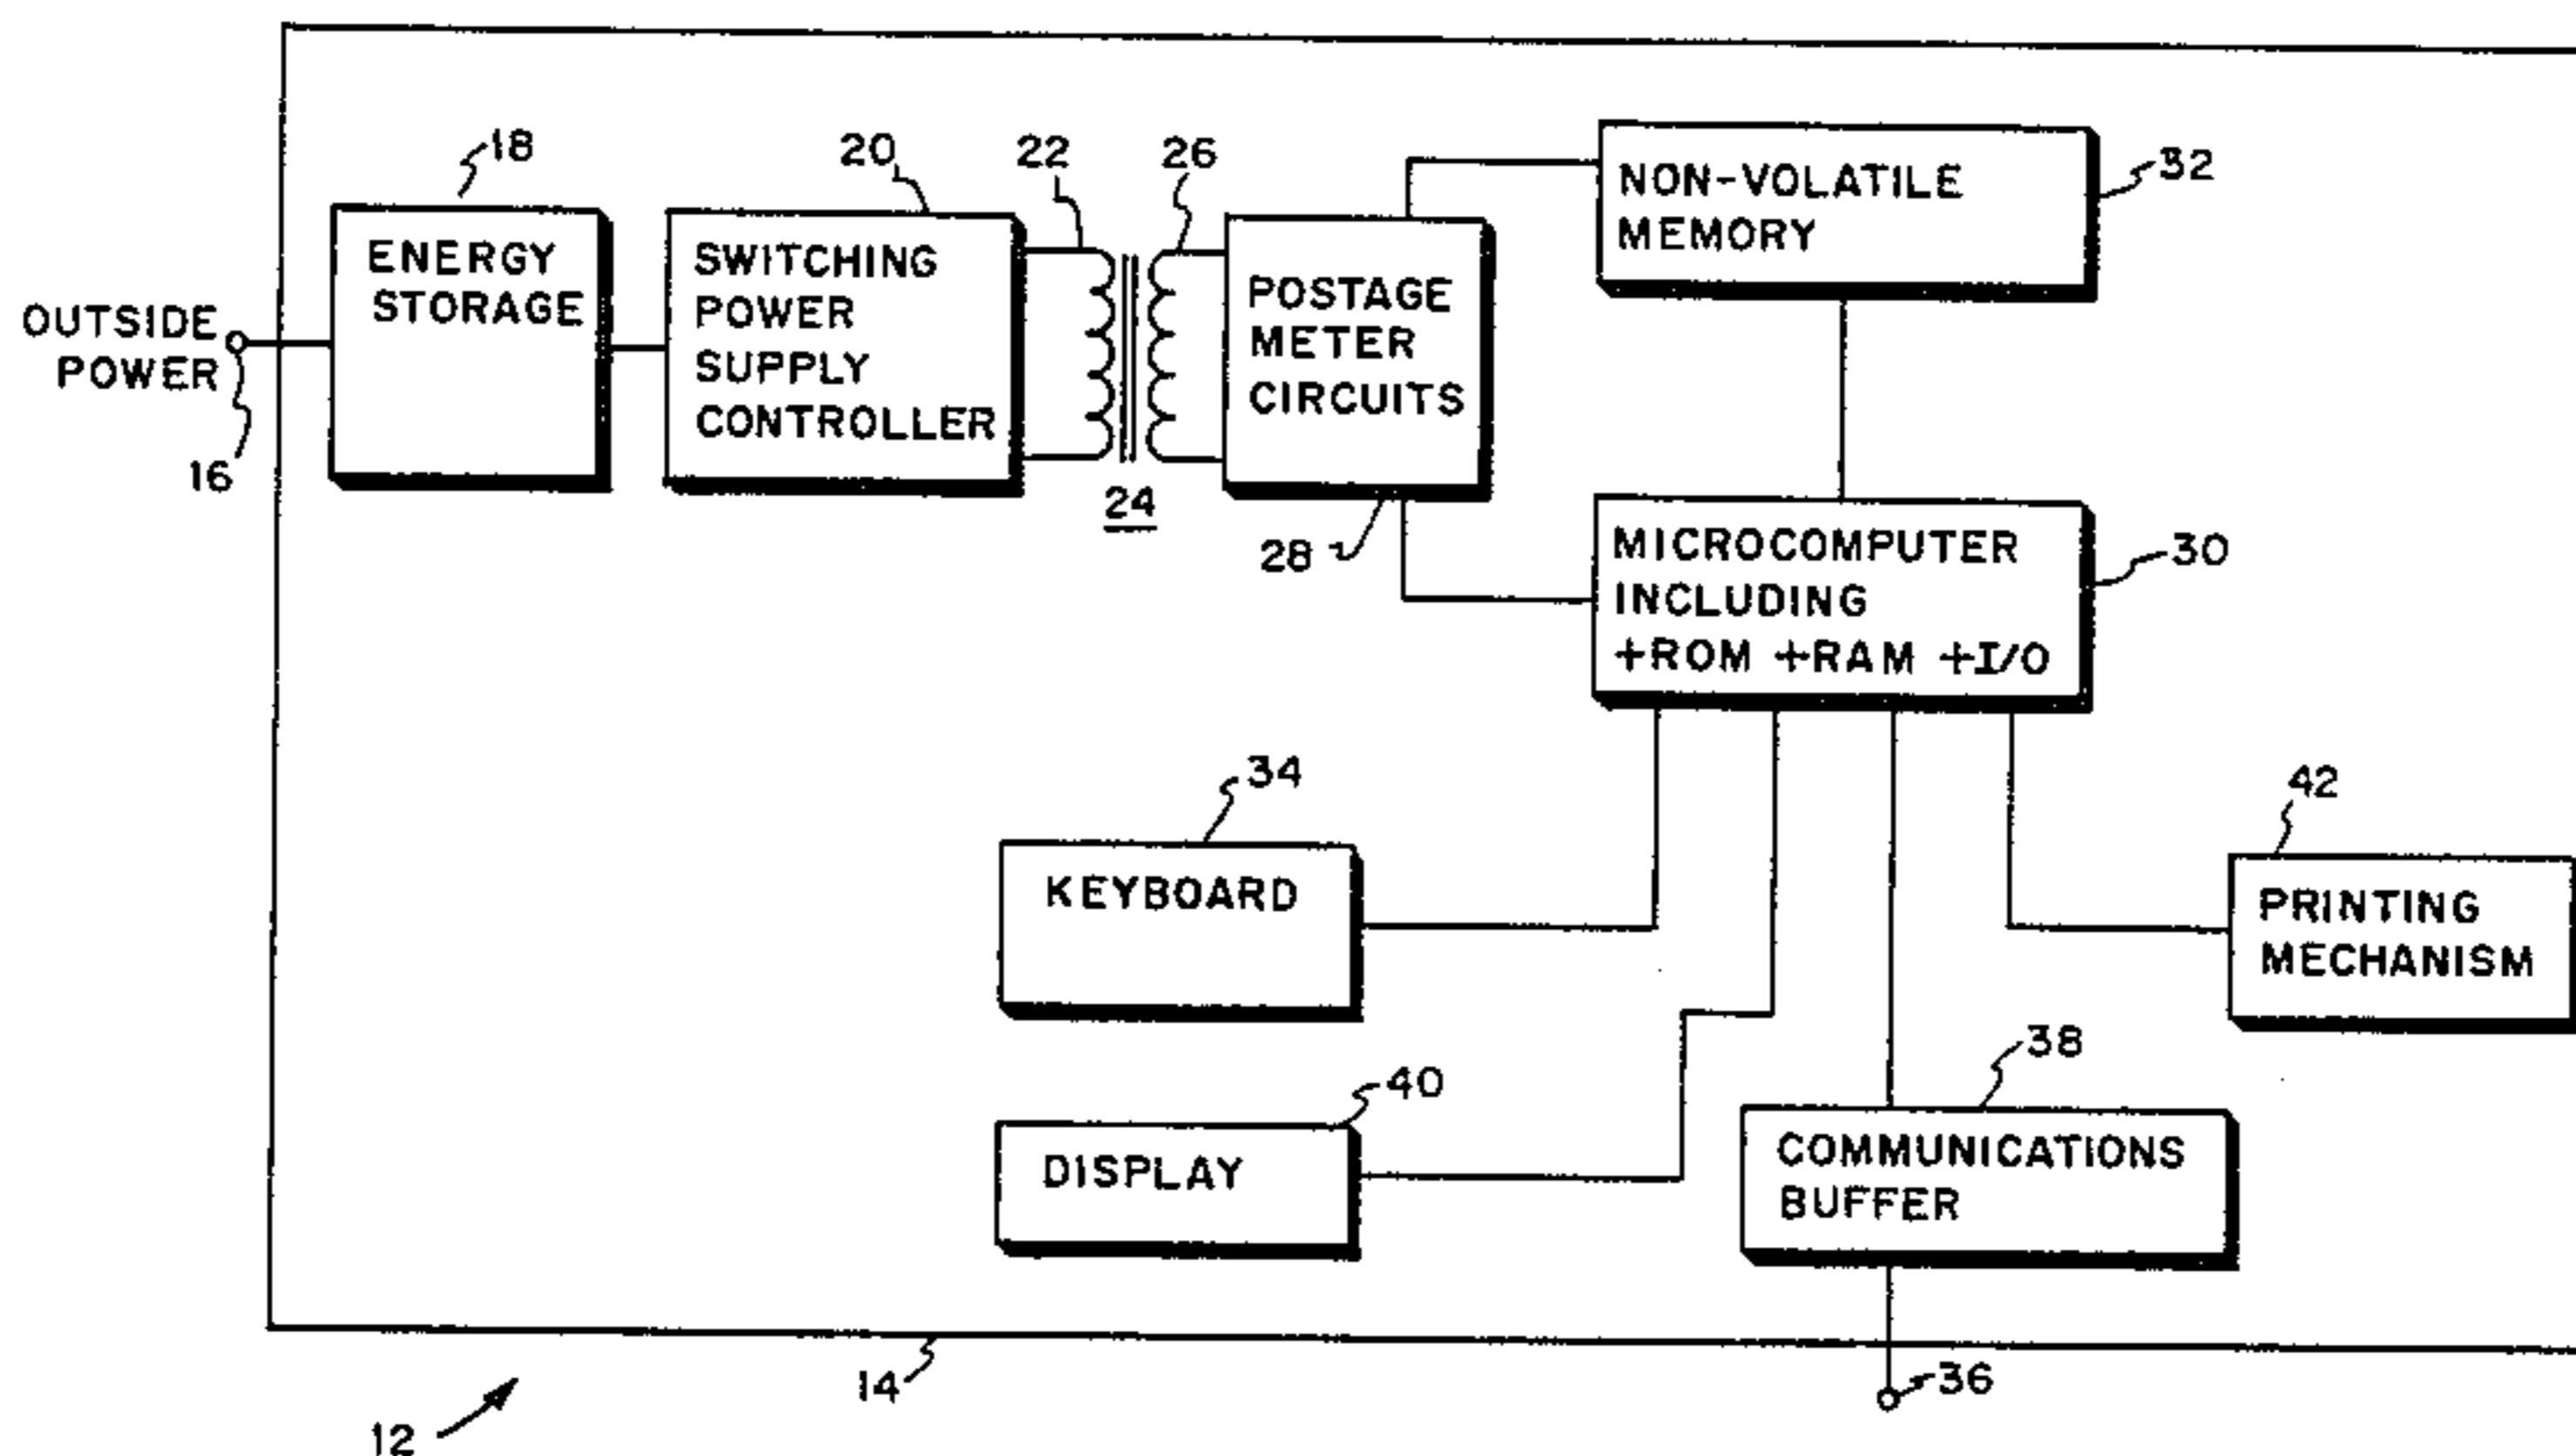 18
20
22
26
32
ENERGY
STORAGE
SWITCHING
POWER
SUPPLY
CONTROLLER
POSTAGE
METER
CIRCUITS
NON-VOLATILE
MEMORY
OUTSIDE
POWER
16
24
28
MICROCOMPUTER
INCLUDING
+ROM +RAM +I/O
30
34
42
KEYBOARD
PRINTING
MECHANISM
40
38
DISPLAY
COMMUNICATIONS
BUFFER
14
36
12